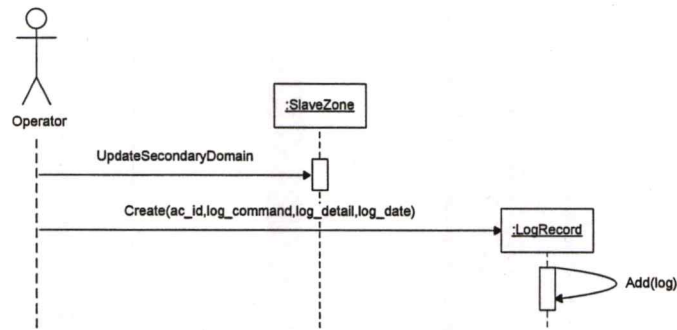 :SlaveZone
Operator
UpdateSecondaryDomain
Create(ac_id,log_command,log_detail,log_date)
:LogRecord
Add(log)